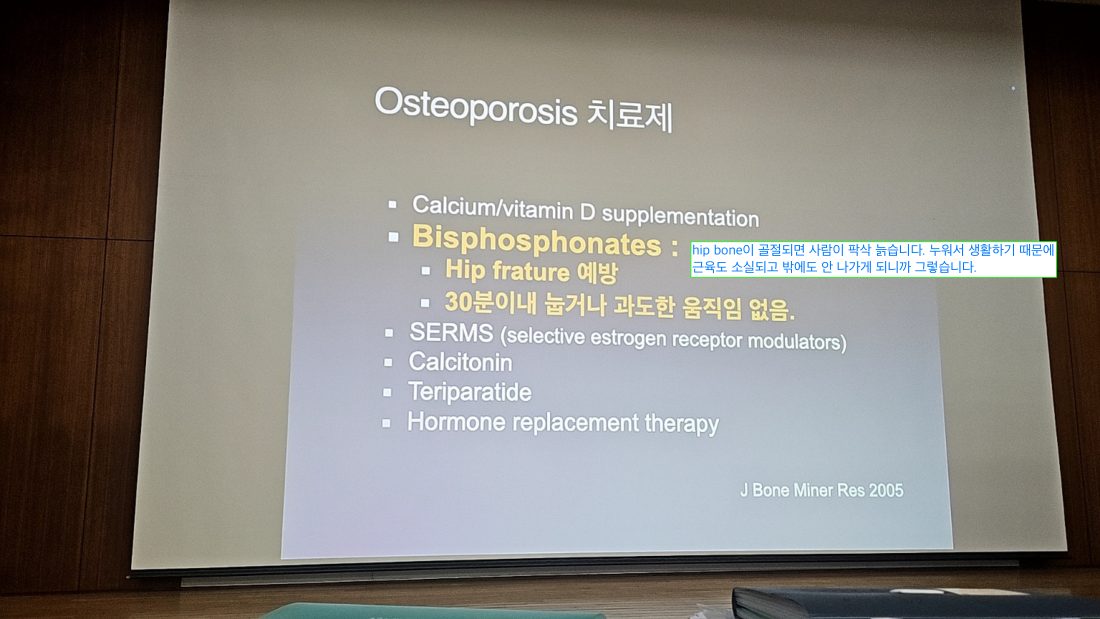 Osteoporosis 치료제
▪ Calcium/vitamin D supplementation
▪ Bisphosphonates :
hip bone이 골절되면 사람이 팍삭 늙습니다. 누워서 생활하기 때문에
근육도 소실되고 밖에도 안 나가게 되니까 그렇습니다.
▪ Hip frature 예방
▪ 30분이내 눕거나 과도한 움직임 없음.
▪ SERMS (selective estrogen receptor modulators)
▪ Calcitonin
▪ Teriparatide
▪ Hormone replacement therapy
J Bone Miner Res 2005